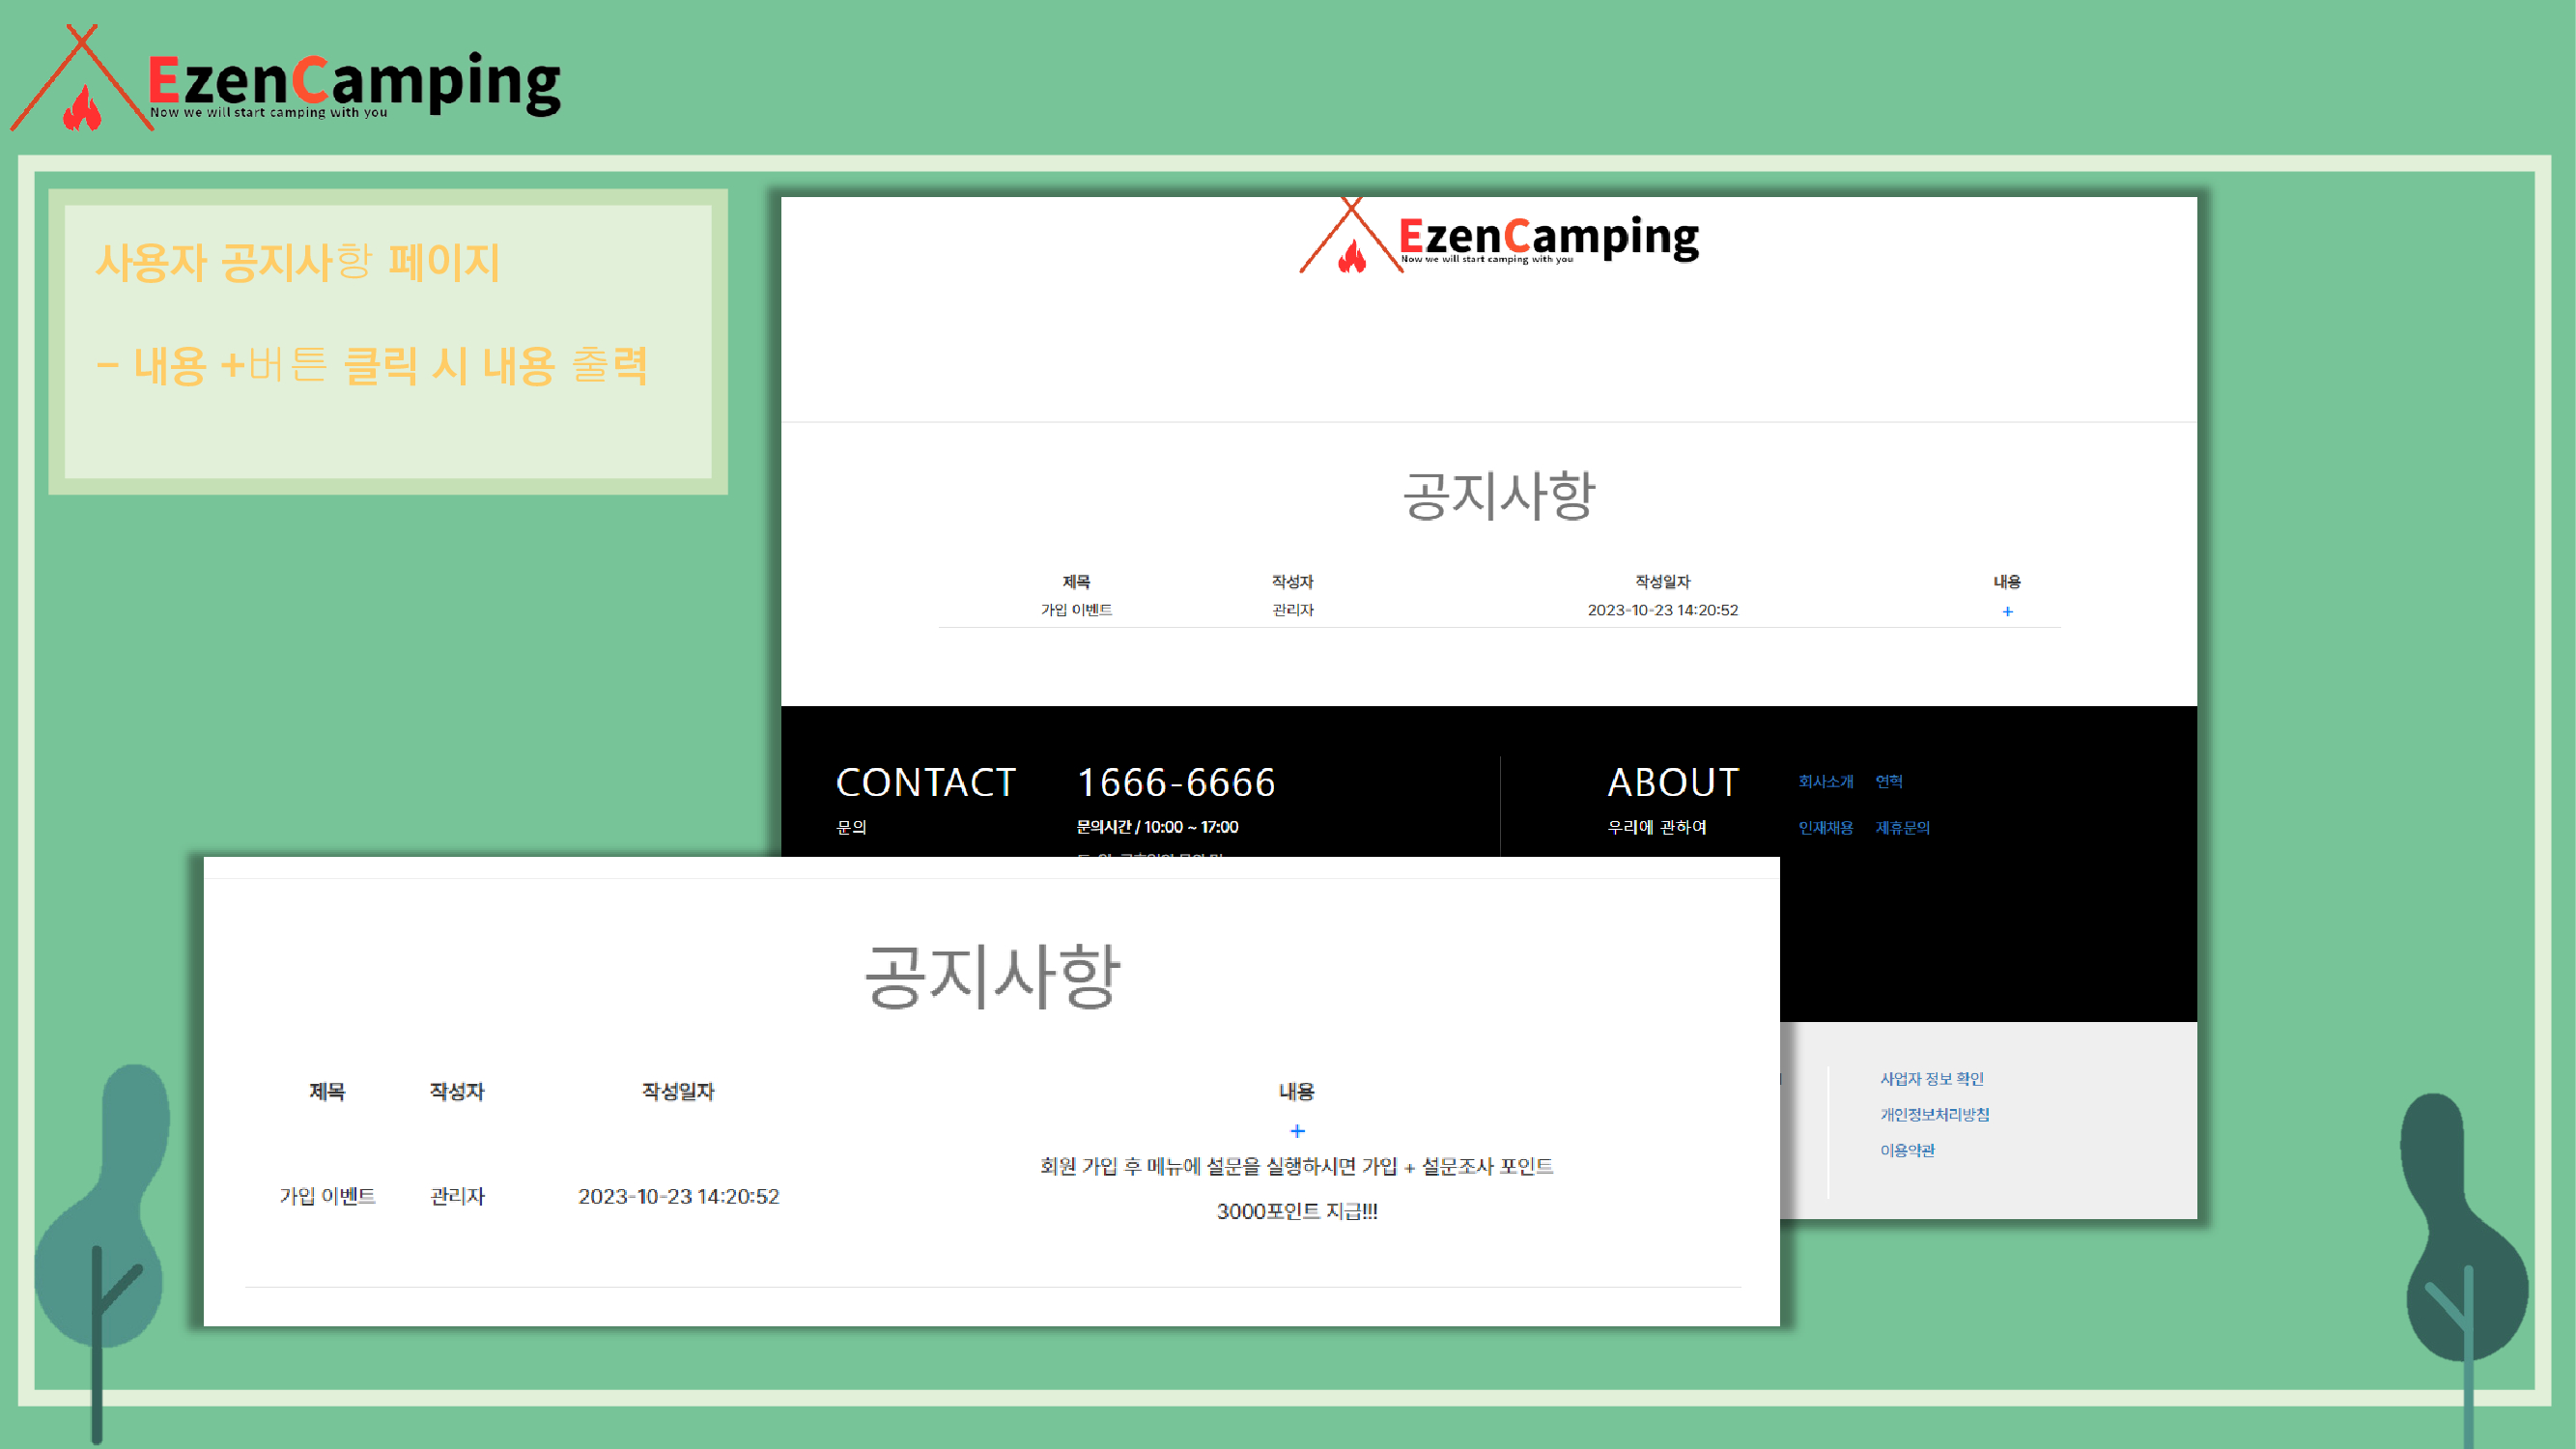 EzenCamping
Now we will start camping with you
사용자 공지사항 페이지
- 내용 +버튼 클릭 시 내용 출력
EzenCamping
Now we will start camping with you
공지사항
제목 작성자 작성일자 내용
가입 이벤트 관리자 2023-10-23 14:20:52 +
CONTACT 1666-6666 ABOUT 회사소개 연혁
문의 문의시간 / 10:00 ~ 17:00 우리에 관하여 인재채용 제휴문의
공지사항
제목 작성자 작성일자 내용
+
회원 가입 후 메뉴에 설문을 실행하시면 가입 + 설문조사 포인트
가입 이벤트 관리자 2023-10-23 14:20:52
3000포인트 지급!!!
사업자 정보 확인
개인정보처리방침
이용약관